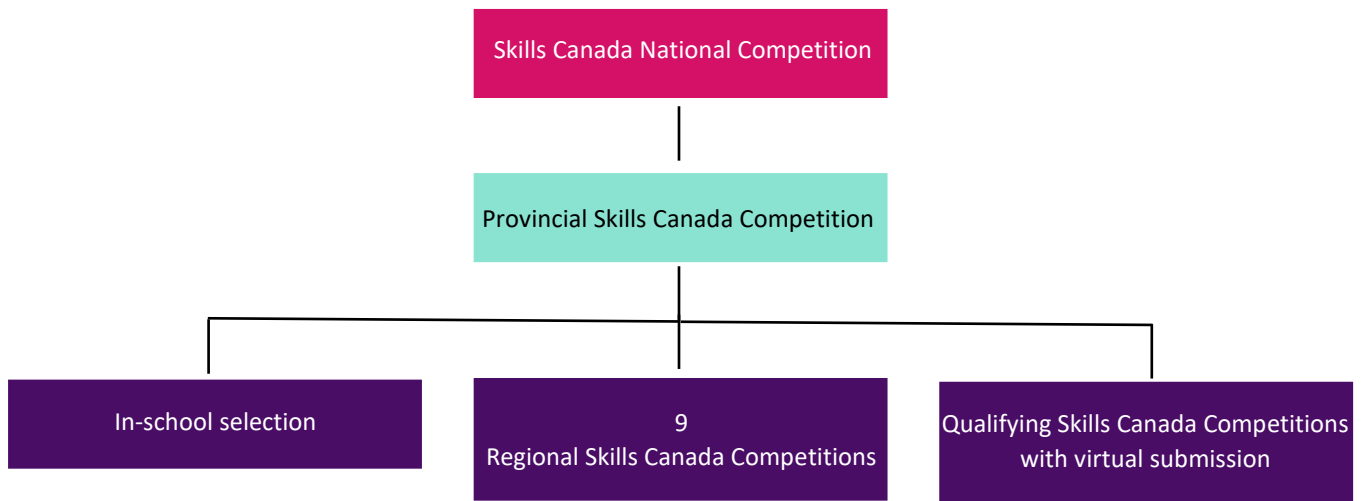 Skills Canada National Competition
Provincial Skills Canada Competition
In-school selection
9
Regional Skills Canada Competitions
Qualifying Skills Canada Competitions
with virtual submission